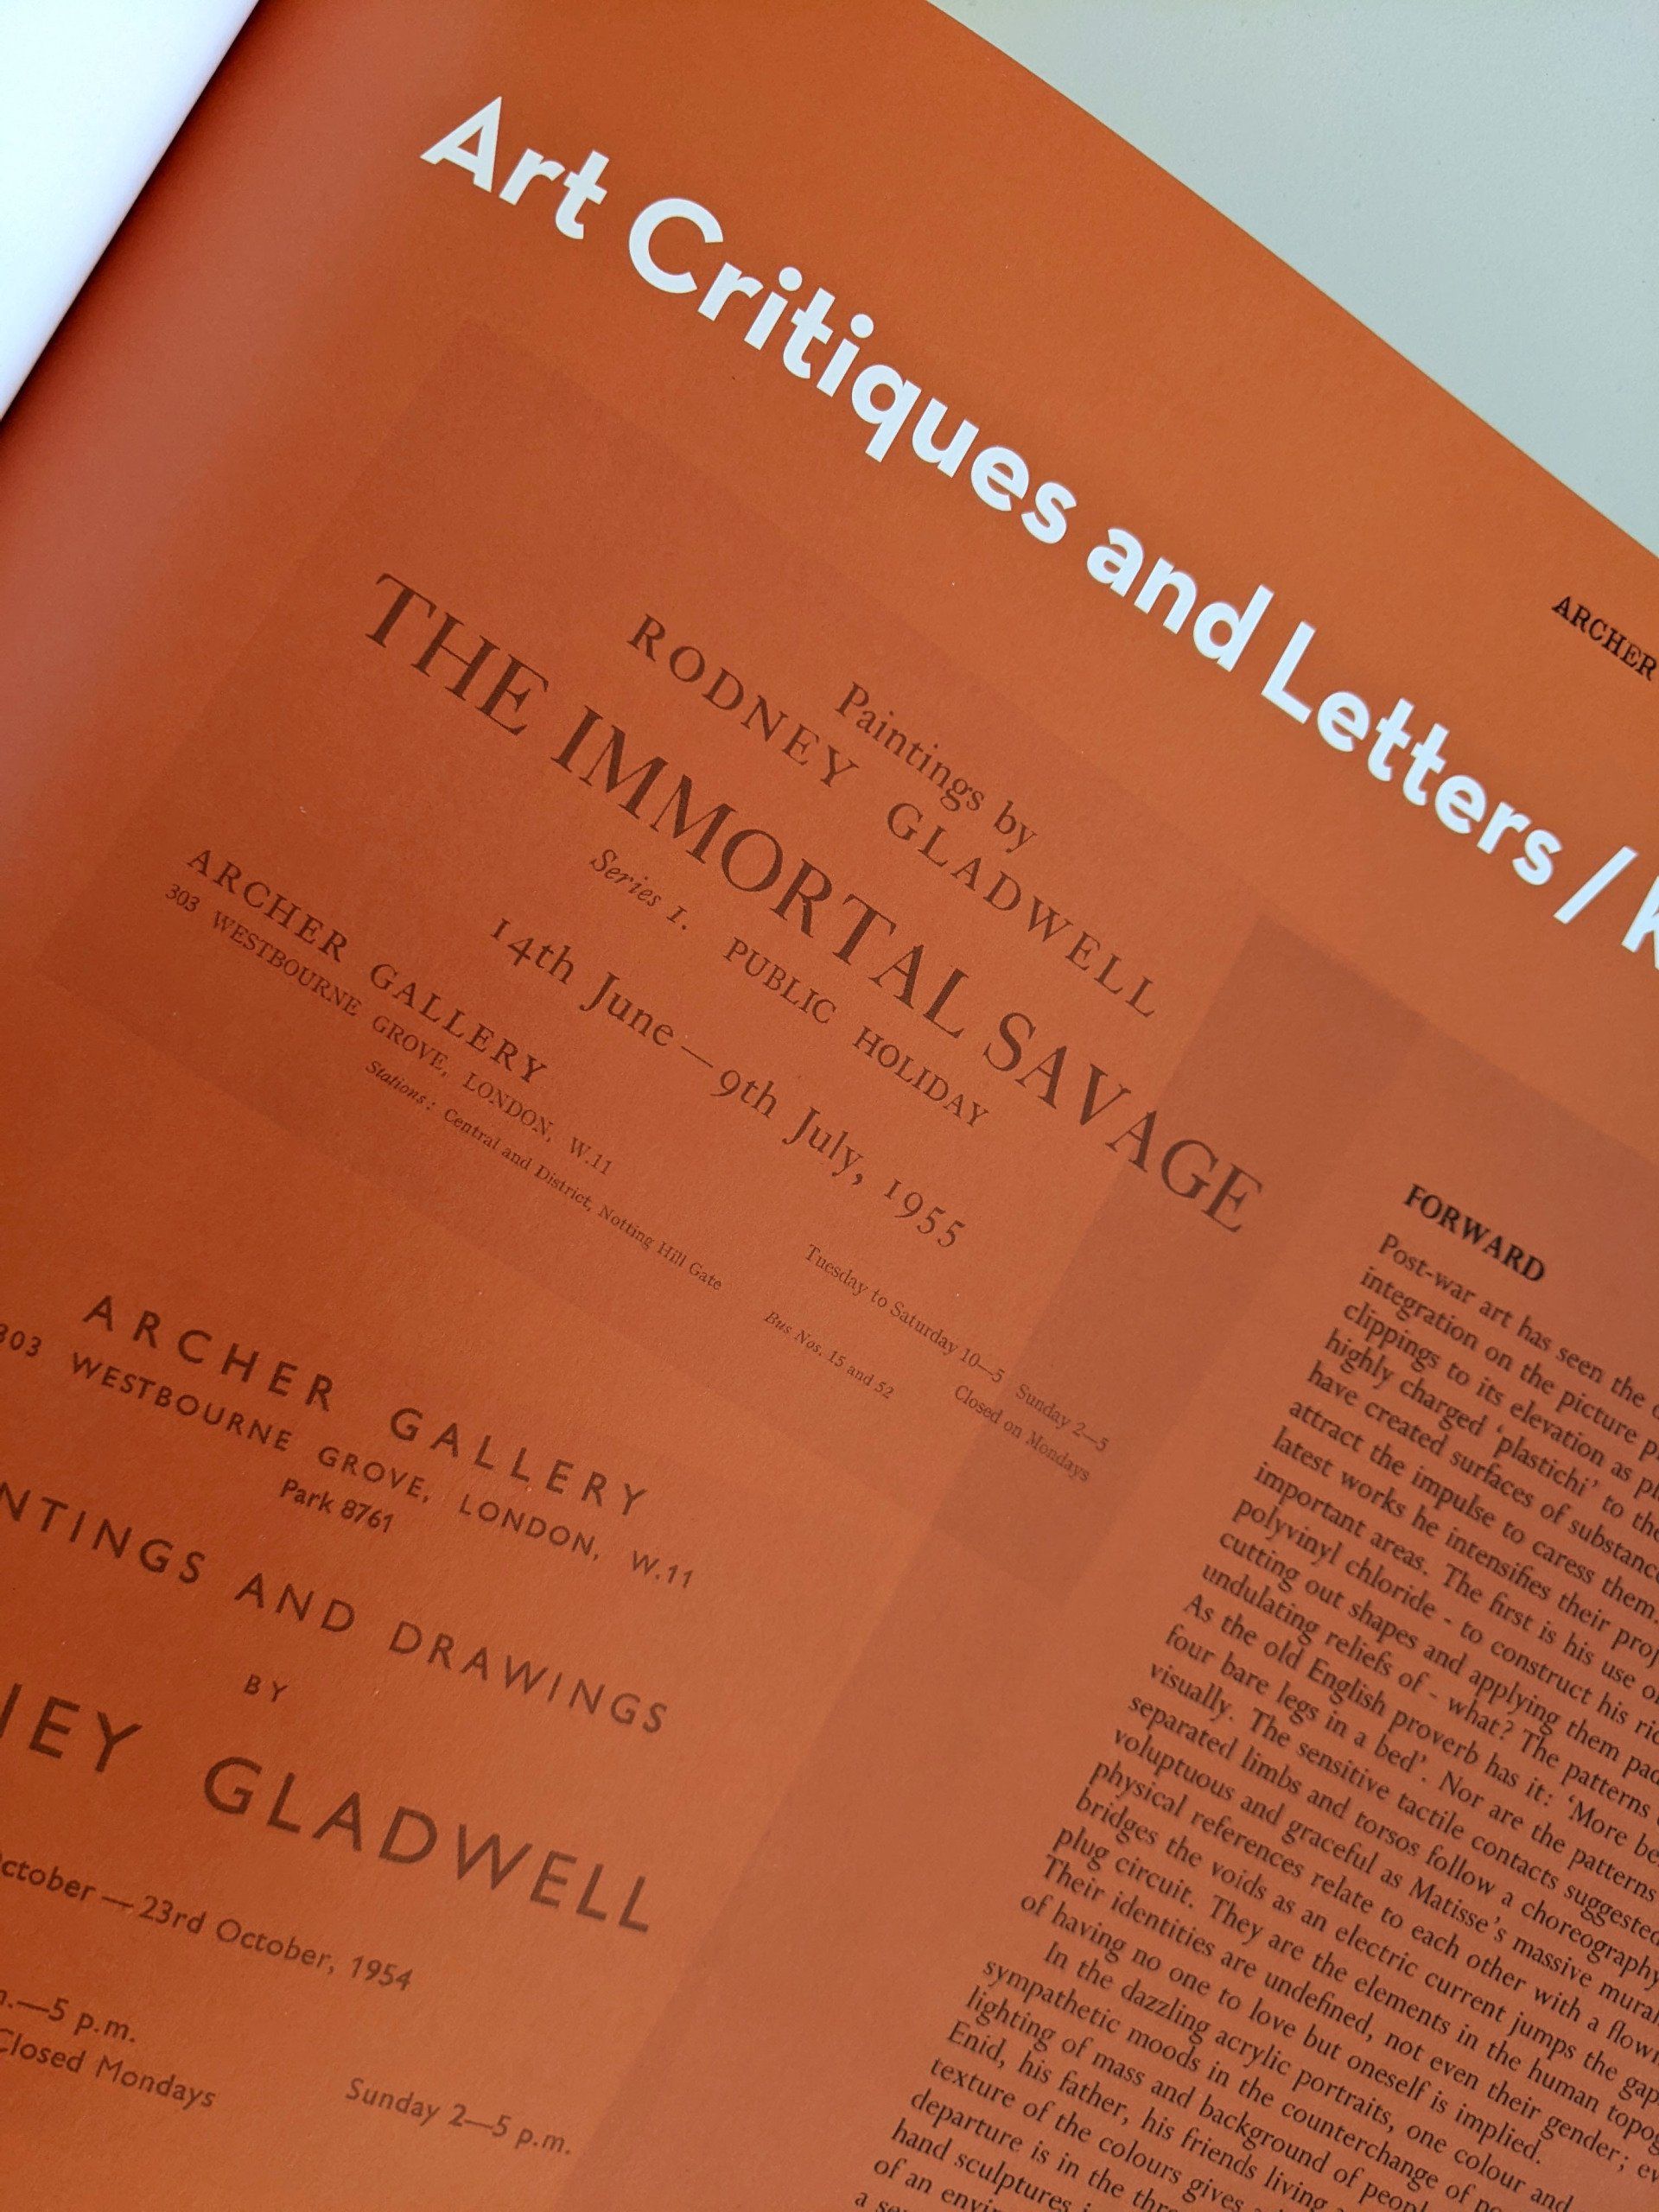 Art Critiques and Letters /
ARCHER
Paintings by
RODNEY GLADWELL
THE IMMORTAL SAVAGE
Series 1. PUBLIC HOLIDAY
14th June — 9th July, 1955
ARCHER GALLERY
303 WESTBOURNE GROVE, LONDON, W.11
Stations: Central and District, Notting Hill Gate
Tuesday to Saturday 10—5 Sunday 2—5
Closed on Mondays
Bus Nos. 15 and 52
ARCHER GALLERY
303 WESTBOURNE GROVE, LONDON, W.11
Park 8761
AND DRAWINGS
BY
GLADWELL
— 23rd October, 1954
—5 p.m.
Closed Mondays
Sunday 2—5 p.m.
FORWARD
Post-war art has seen the
integration on the picture
clippings to its elevation as
highly charged 'plastichi' to
have created surfaces of
attract the impulse to caress them.
latest works he intensifies their
important areas. The first is his use
polyvinyl chloride - to construct his
cutting out shapes and applying them
undulating reliefs of - what? The patterns
As the old English proverb has it: 'More
four bare legs in a bed'. Nor are the patterns
visually. The sensitive tactile contacts
separated limbs and torsos follow a choreography
voluptuous and graceful as Matisse's massive
physical references relate to each other with a
bridges the voids as an electric current jumps the
plug circuit. They are the elements in the human
Their identities are undefined, not even their gender;
of having no one to love but oneself is implied.
In the dazzling acrylic portraits, one colour and
sympathetic moods in the counterchange of
lighting of mass and background of
Enid, his father, his friends living
texture of the colours gives
departure is in the
hand sculptures
of an